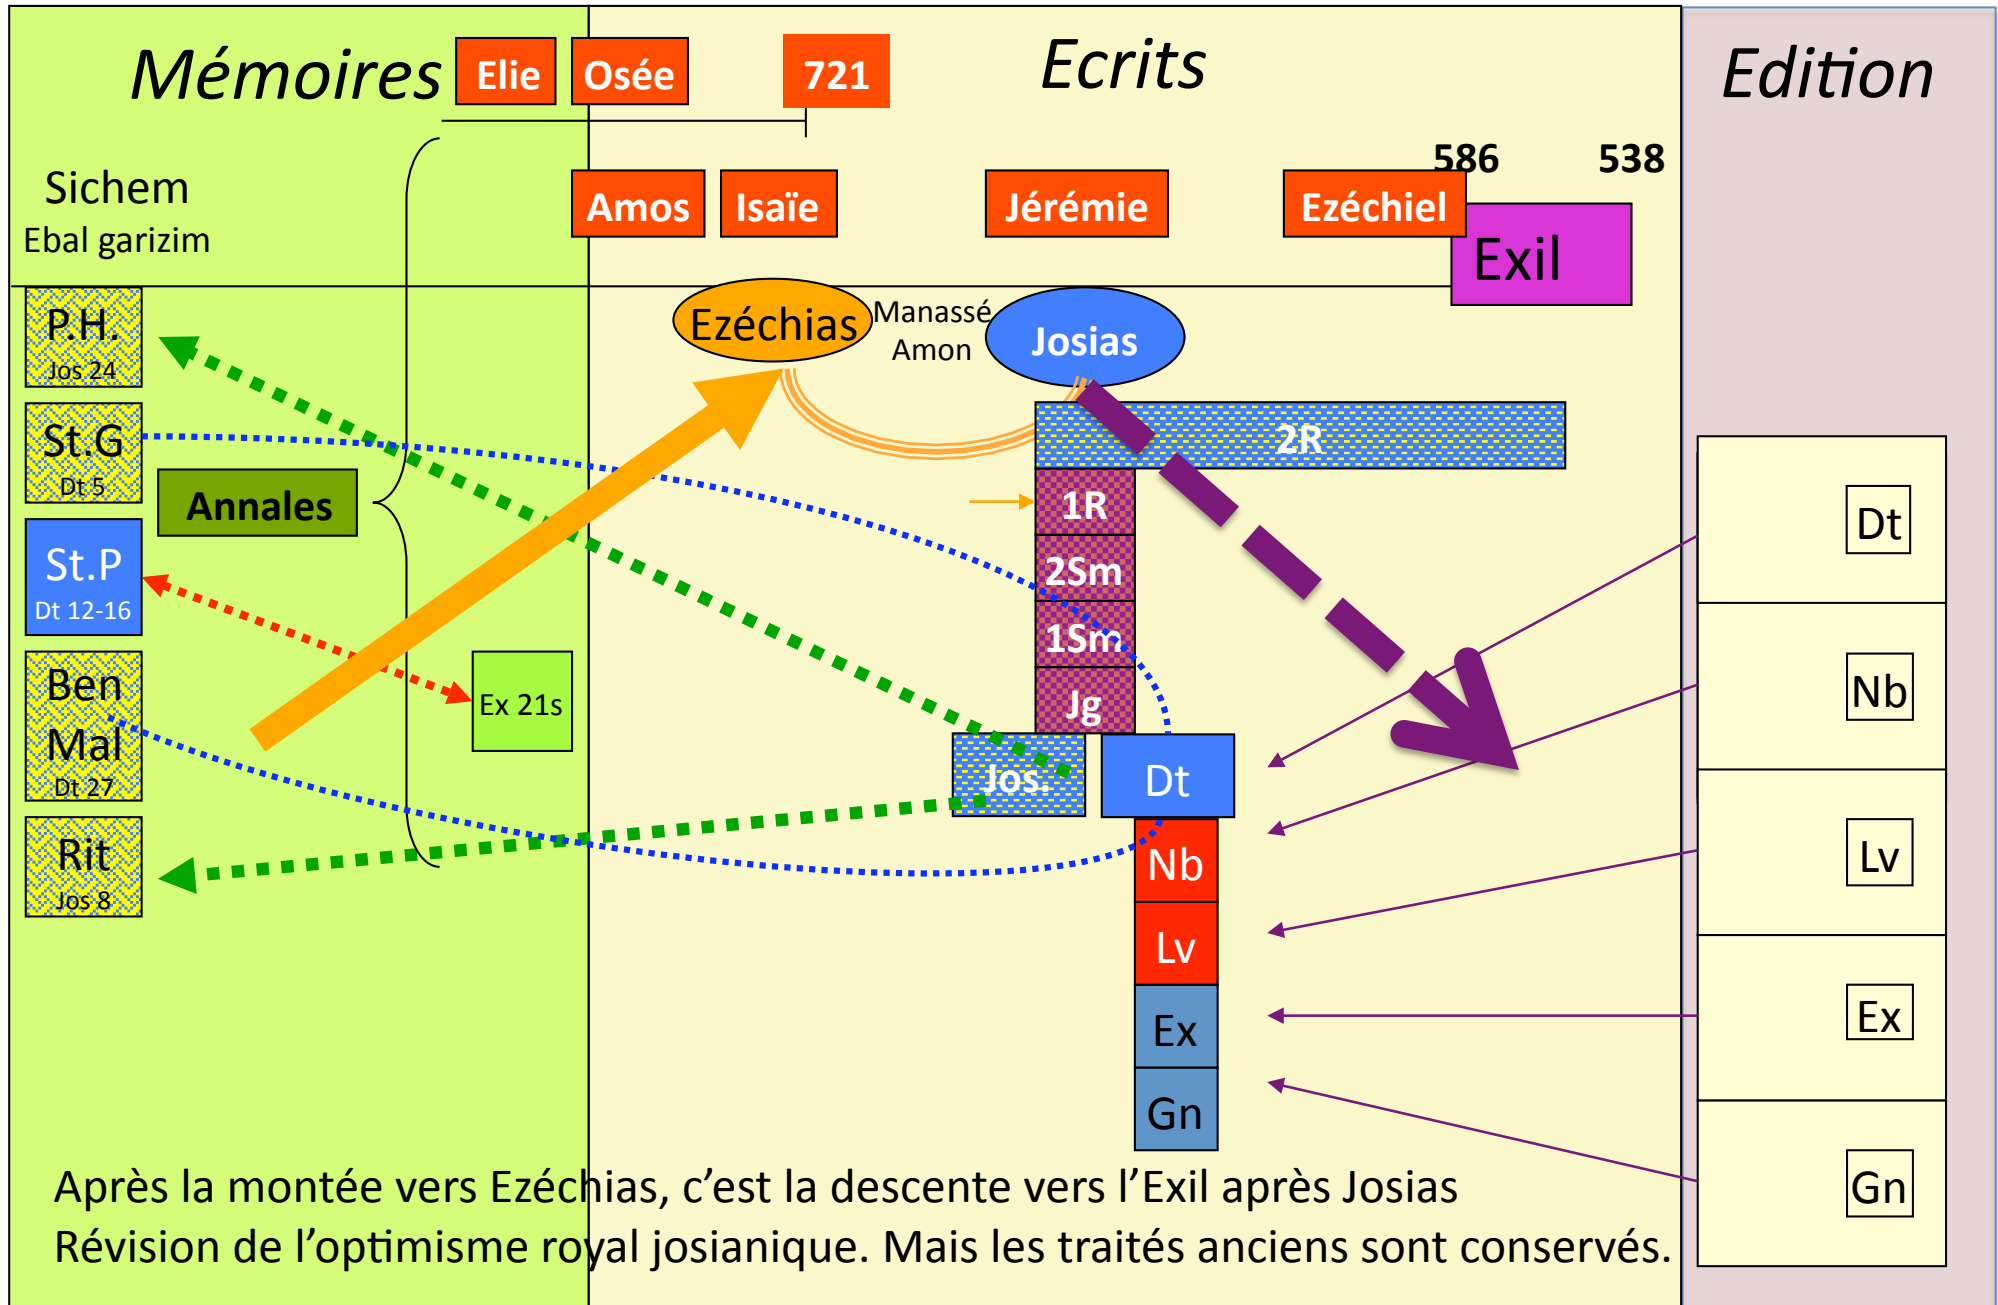 Mémoires
Elie
Osée
721
Ecrits
Edition
586
538
Sichem
Ebal garizim
Amos
Isaïe
Jérémie
Ezéchiel
Exil
P.H.
Jos 24
Ezéchias
Manassé
Amon
Josias
St.G
Dt 5
Annales
2R
1R
2Sm
1Sm
Jg
St.P
Dt 12-16
Ex 21s
Ben
Mal
Dt 27
Jos.
Dt
Rit
Jos 8
Nb
Lv
Ex
Gn
Dt
Nb
Lv
Ex
Gn
Après la montée vers Ezéchias, c’est la descente vers l’Exil après Josias
Révision de l’optimisme royal josianique. Mais les traités anciens sont conservés.